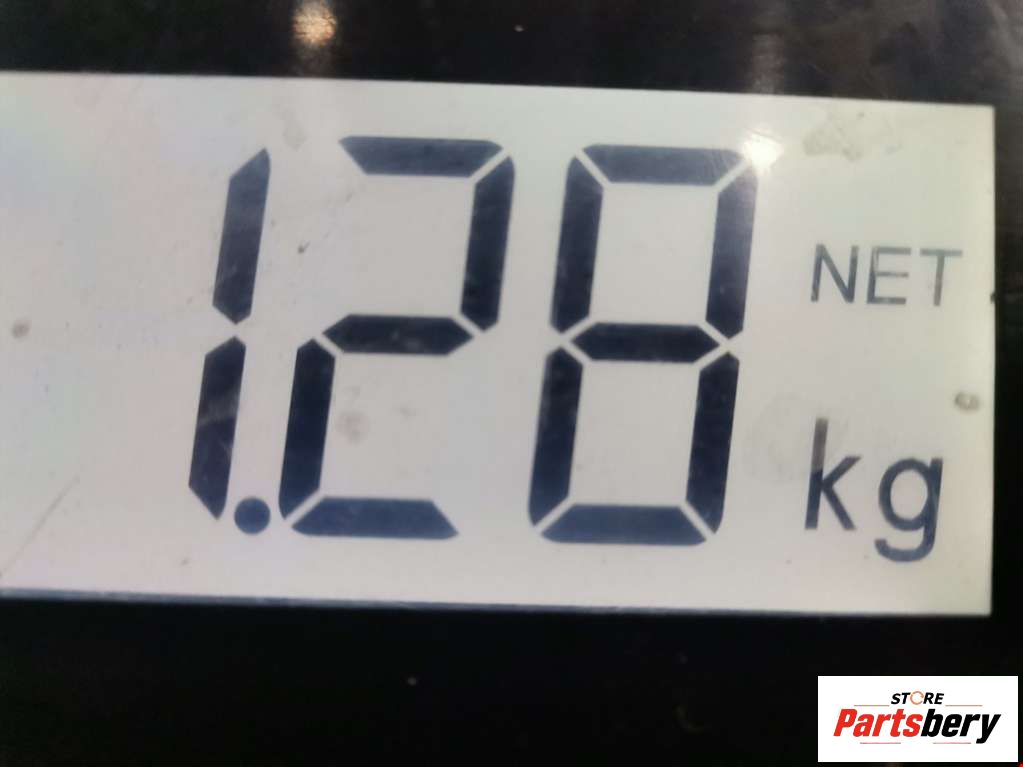 1.28
NET
kg
STORE
Partsbery